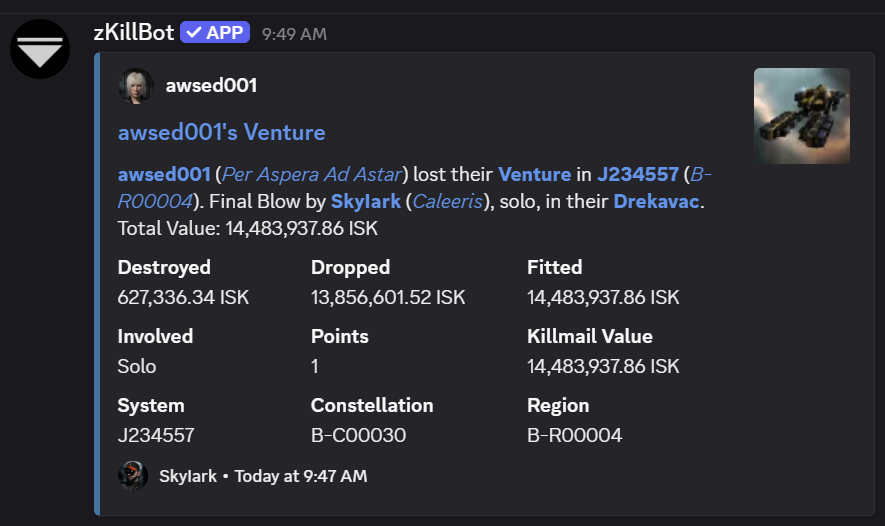 zKillBot ✓ APP 9:49 AM
awsed001
awsed001's Venture
awsed001 (Per Aspera Ad Astar) lost their Venture in J234557 (B-
R00004). Final Blow by Skylark (Caleeris), solo, in their Drekavac.
Total Value: 14,483,937.86 ISK
Destroyed Dropped Fitted
627,336.34 ISK 13,856,601.52 ISK 14,483,937.86 ISK
Involved Points Killmail Value
Solo 1 14,483,937.86 ISK
System Constellation Region
J234557 B-C00030 B-R00004
Skylark • Today at 9:47 AM